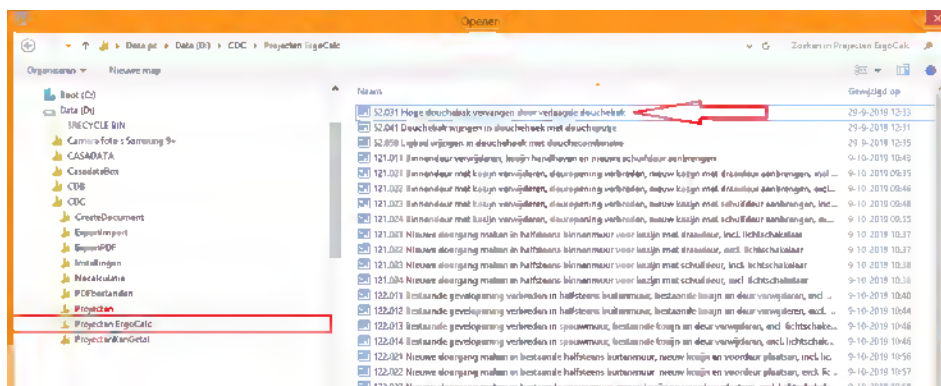 Openen
Data pc ▸ Data (D:) ▸ CDC ▸ Projecten ErgoCalc
Zoeken in Projecten ErgoCalc
Organiseren
Nieuwe map
Boot (C:)
Data (D:)
$RECYCLE BIN
Camera foto's Samsung 9+
CASADATA
CasadataBox
CDB
CDC
CreateDocument
ExportImport
ExportPDF
Instellingen
Nacalculatie
PDFbestanden
Projecten
Projecten ErgoCalc
ProjectenKenGetal
Naam
Gewijzigd op
52.031 Hoge douchebak vervangen door verlaagde douchebak
29-9-2019 12:33
52.041 Douchebak wijzigen in douchehoek met doucheputje
29-9-2019 12:31
52.050 Ligbad wijzigen in douchehoek met douchecombinatie
29-9-2019 12:35
121.011 Binnendeur verwijderen, kozijn handhaven en nieuwe schuifdeur aanbrengen
9-10-2019 10:43
121.021 Binnendeur met kozijn verwijderen, deuropening verbreden, nieuw kozijn met draaideur aanbrengen, incl ...
9-10-2019 09:35
121.022 Binnendeur met kozijn verwijderen, deuropening verbreden, nieuw kozijn met draaideur aanbrengen, excl...
9-10-2019 09:46
121.023 Binnendeur met kozijn verwijderen, deuropening verbreden, nieuw kozijn met schuifdeur aanbrengen, inc...
9-10-2019 09:48
121.024 Binnendeur met kozijn verwijderen, deuropening verbreden, nieuw kozijn met schuifdeur aanbrengen, ex...
9-10-2019 09:55
121.031 Nieuwe doorgang maken in halfsteens binnenmuur voor kozijn met draaideur, incl. lichtschakelaar
9-10-2019 10:37
121.032 Nieuwe doorgang maken in halfsteens binnenmuur voor kozijn met draaideur, excl. lichtschakelaar
9-10-2019 10:37
121.033 Nieuwe doorgang maken in halfsteens binnenmuur voor kozijn met schuifdeur, incl. lichtschakelaar
9-10-2019 10:38
121.034 Nieuwe doorgang maken in halfsteens binnenmuur voor kozijn met schuifdeur, excl. lichtschakelaar
9-10-2019 10:38
122.011 Bestaande gevelopening verbreden in halfsteens buitenmuur, bestaande kozijn en deur verwijderen, incl ...
9-10-2019 10:40
122.012 Bestaande gevelopening verbreden in halfsteens buitenmuur, bestaande kozijn en deur verwijderen, excl. ...
9-10-2019 10:44
122.013 Bestaande gevelopening verbreden in spouwmuur, bestaande kozijn en deur verwijderen, incl. lichtschake...
9-10-2019 10:46
122.014 Bestaande gevelopening verbreden in spouwmuur, bestaande kozijn en deur verwijderen, excl. lichtschak...
9-10-2019 10:46
122.021 Nieuwe doorgang maken in bestaande halfsteens buitenmuur, nieuw kozijn en voordeur plaatsen, incl. lic...
9-10-2019 10:56
122.022 Nieuwe doorgang maken in bestaande halfsteens buitenmuur, nieuw kozijn en voordeur plaatsen, excl. lic...
9-10-2019 10:57